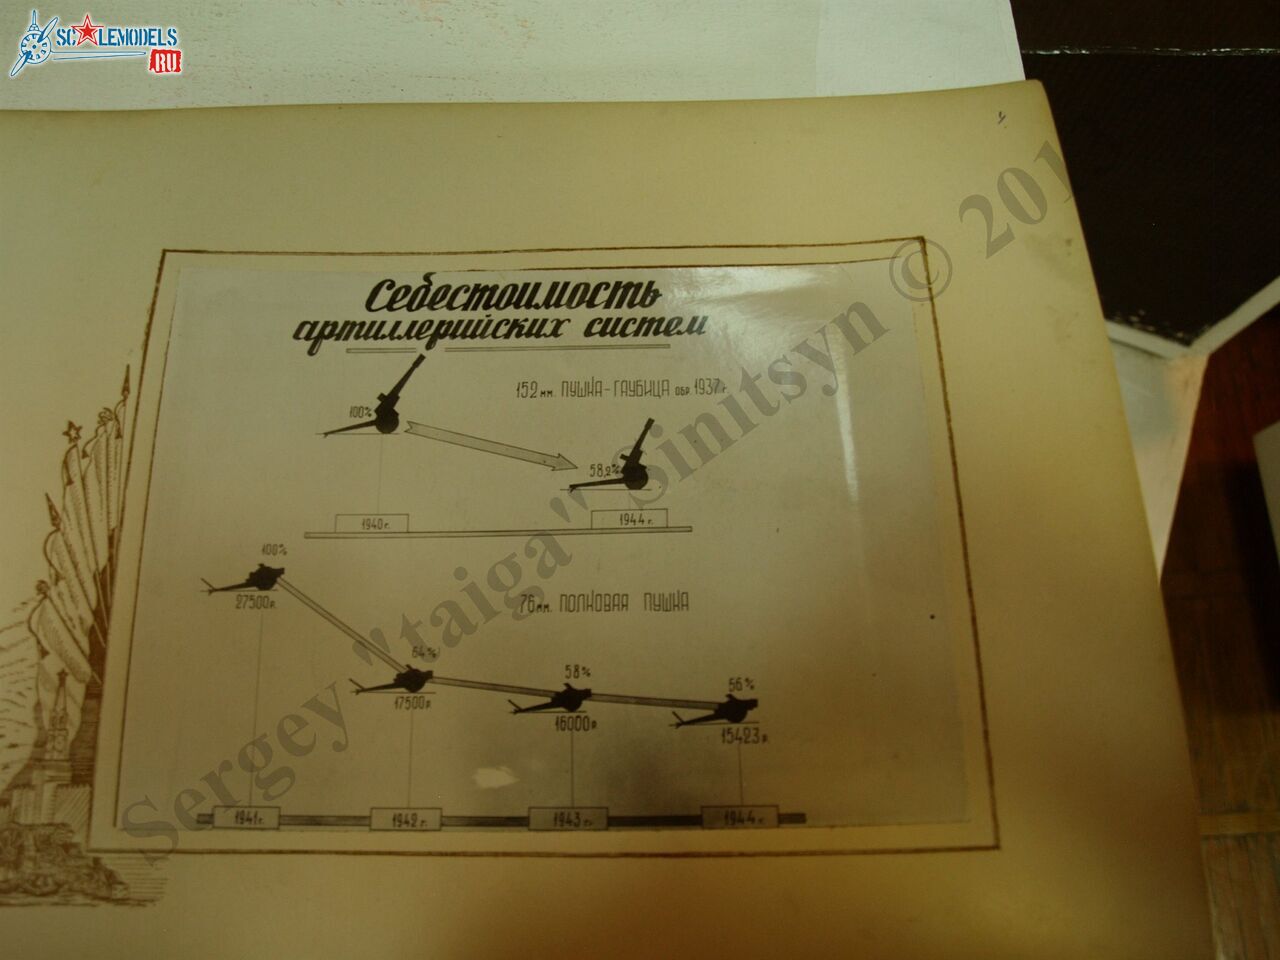 SCALEMODELS
RU
Себестоимость
артиллерийских систем
152 мм. ПУШКА-ГАУБИЦА обр. 1937 г.
100%
58,2%
1940 г.
1944 г.
100%
27500 р.
76 мм. ПОЛКОВАЯ ПУШКА
64%
17500 р.
58%
16000 р.
56%
15423 р.
1941 г.
1942 г.
1943 г.
1944 г.
Sergey "taiga" Sinitsyn © 201